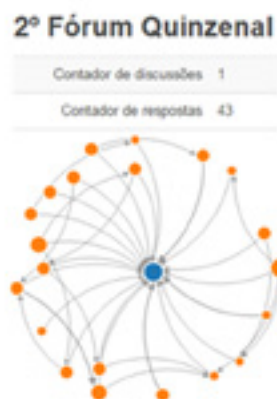 2º Fórum Quinzenal
Contador de discussões 1
Contador de respostas 43